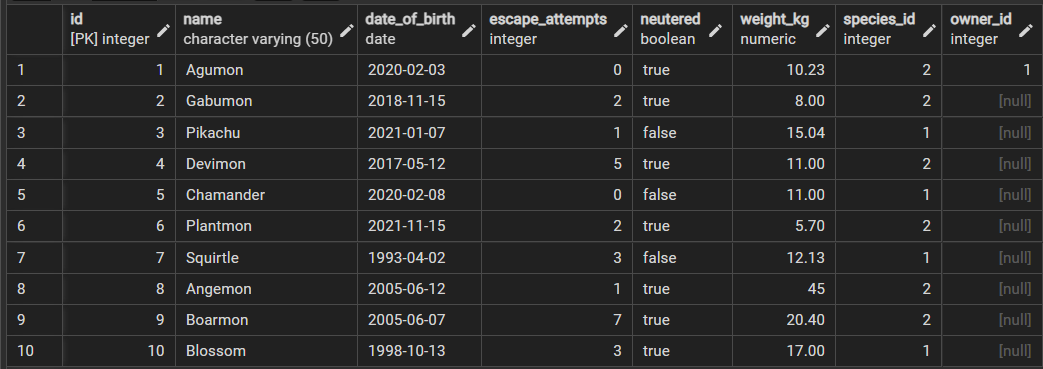 id name date_of_birth escape_attempts neutered weight_kg species_id owner_id
[PK] integer character varying (50) date integer boolean numeric integer integer
1 1 Agumon 2020-02-03 0 true 10.23 2 1
2 2 Gabumon 2018-11-15 2 true 8.00 2 [null]
3 3 Pikachu 2021-01-07 1 false 15.04 1 [null]
4 4 Devimon 2017-05-12 5 true 11.00 2 [null]
5 5 Chamander 2020-02-08 0 false 11.00 1 [null]
6 6 Plantmon 2021-11-15 2 true 5.70 2 [null]
7 7 Squirtle 1993-04-02 3 false 12.13 1 [null]
8 8 Angemon 2005-06-12 1 true 45 2 [null]
9 9 Boarmon 2005-06-07 7 true 20.40 2 [null]
10 10 Blossom 1998-10-13 3 true 17.00 1 [null]